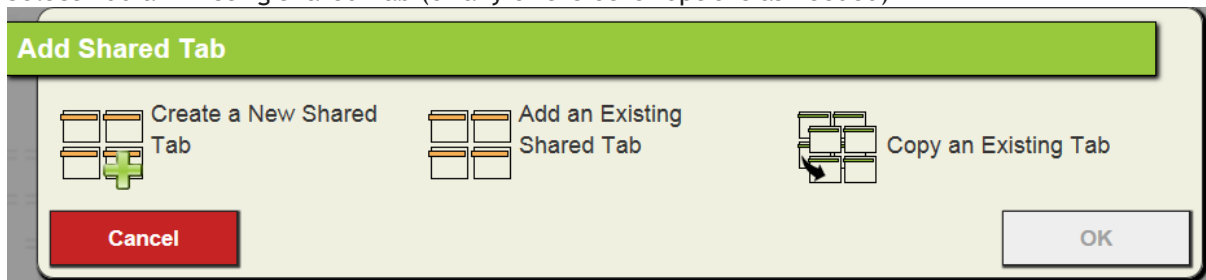 Add Shared Tab
Create a New Shared
Tab
Add an Existing
Shared Tab
Copy an Existing Tab
Cancel
OK